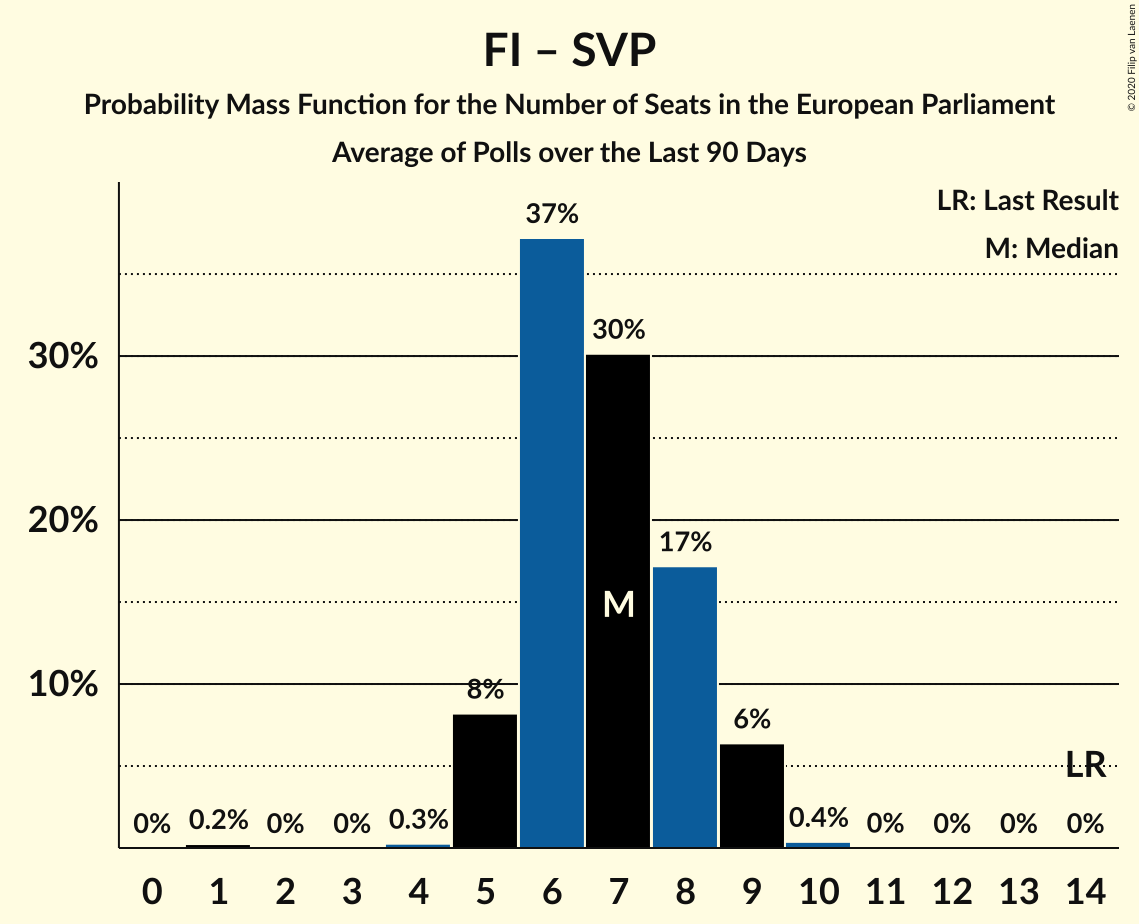 FI – SVP
Probability Mass Function for the Number of Seats in the European Parliament
Average of Polls over the Last 90 Days
© 2020 Filip van Laenen
LR: Last Result
M: Median
37%
30%
30%
20%
17%
M
10%
8%
6%
LR
0% 0.2% 0% 0% 0.3% 0.4% 0% 0% 0% 0%
0 1 2 3 4 5 6 7 8 9 10 11 12 13 14